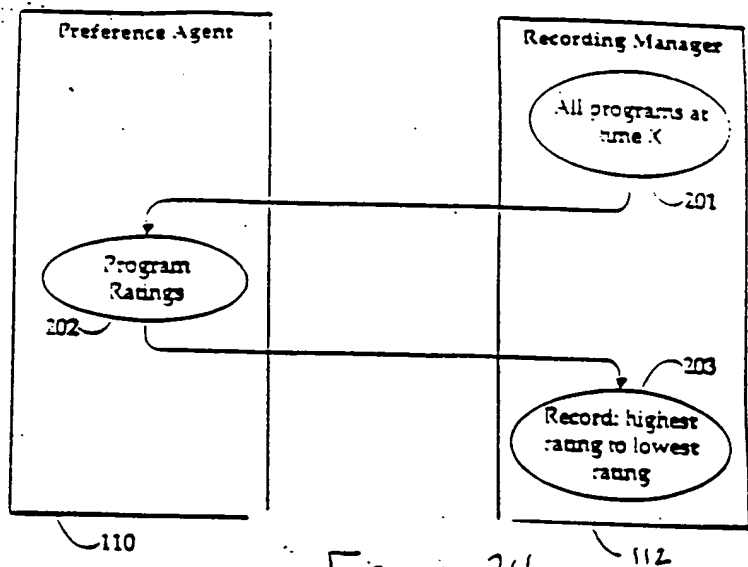 Preference Agent
Recording Manager
All programs at
time X
201
Program
Ratings
202
203
Record: highest
rating to lowest
rating
110
112